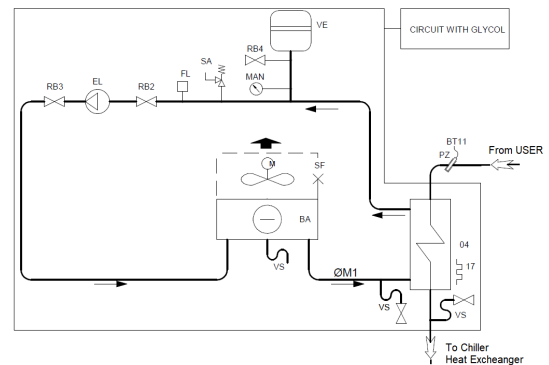 VE
CIRCUIT WITH GLYCOL
RB4
SA
FL
MAN
RB3
EL
RB2
BT11
PZ
From USER
M
SF
BA
VS
ØM1
04
17
VS
VS
To Chiller
Heat Excheanger